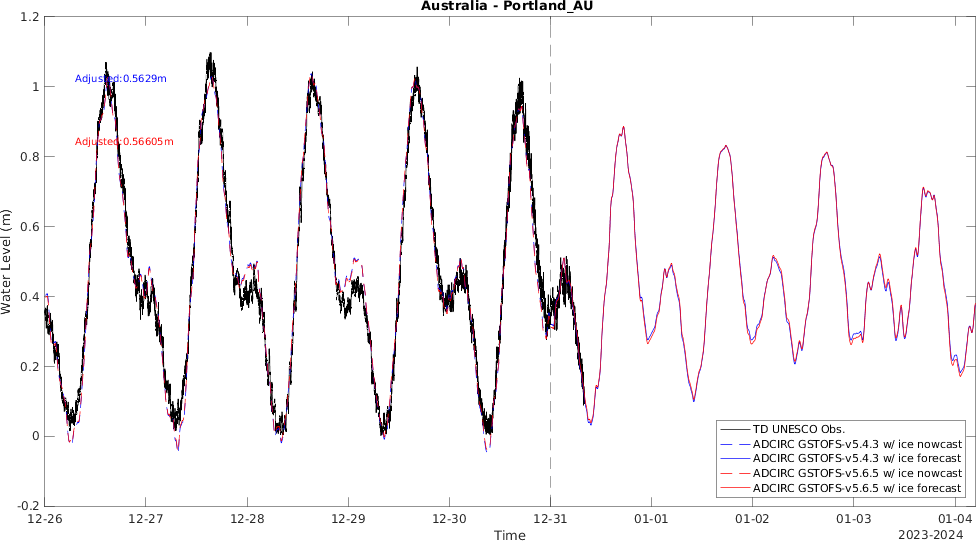 Australia - Portland_AU
1.2
1
0.8
0.6
0.4
0.2
0
-0.2
Water Level (m)
Adjusted:0.5629m
Adjusted:0.56605m
TD UNESCO Obs.
ADCIRC GSTOFS-v5.4.3 w/ ice nowcast
ADCIRC GSTOFS-v5.4.3 w/ ice forecast
ADCIRC GSTOFS-v5.6.5 w/ ice nowcast
ADCIRC GSTOFS-v5.6.5 w/ ice forecast
12-26 12-27 12-28 12-29 12-30 12-31 01-01 01-02 01-03 01-04
Time
2023-2024